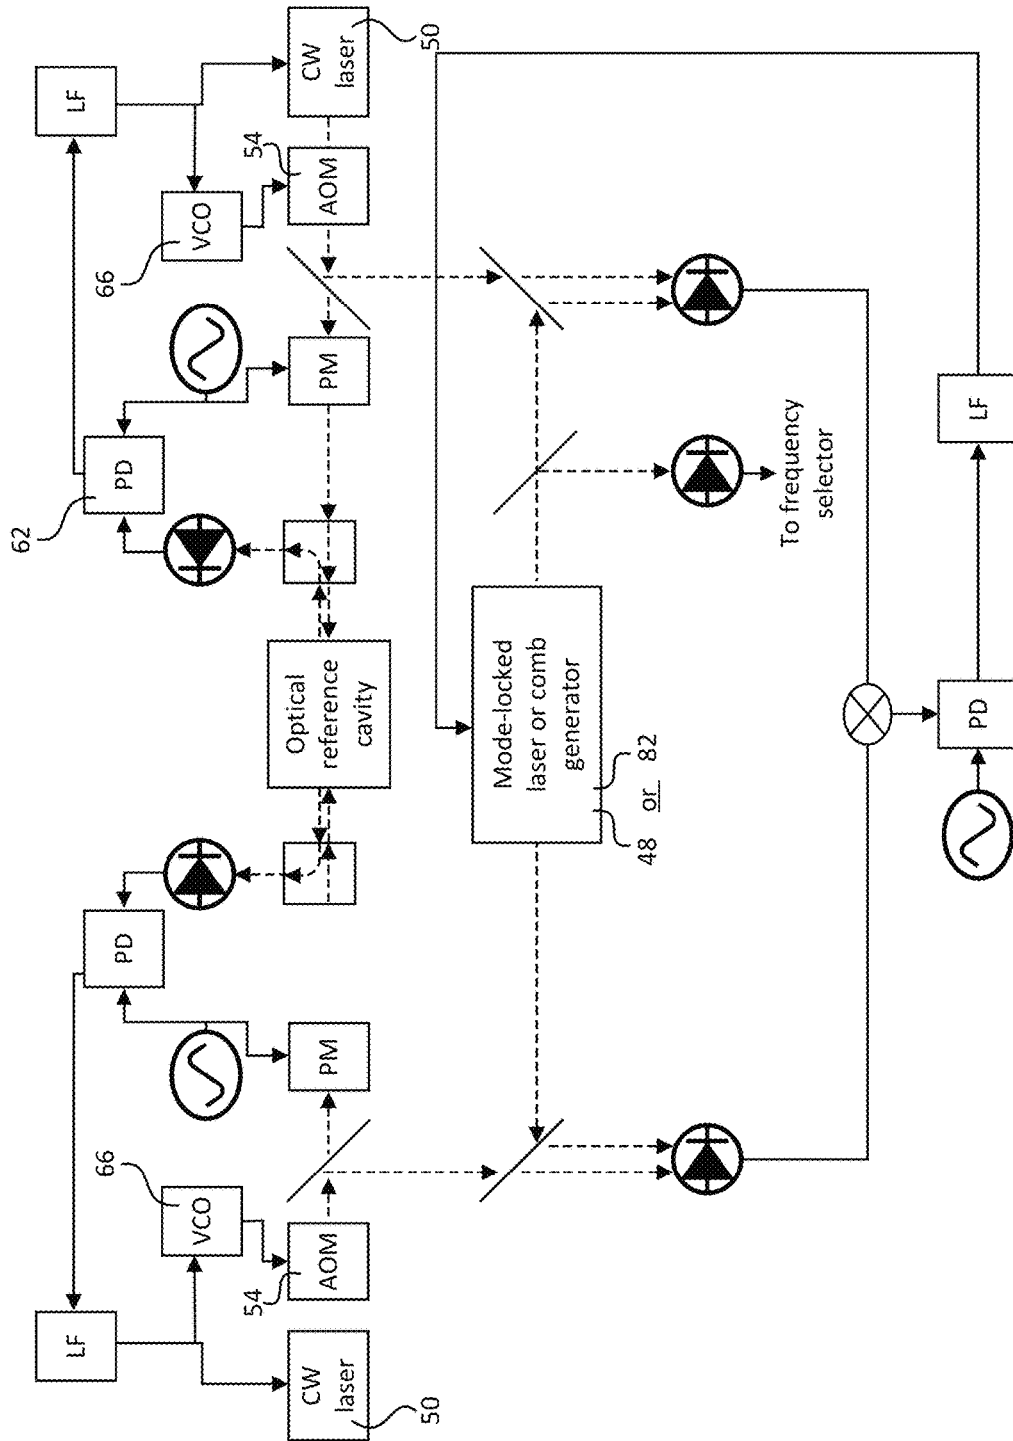 LF
LF
66
VCO
66
VCO
62
PD
PD
50
CW
laser
54
AOM
PM
Optical
reference
cavity
PM
54
AOM
CW
laser
50
Mode-locked
laser or comb
generator
48 or 82
To frequency
selector
PD
LF